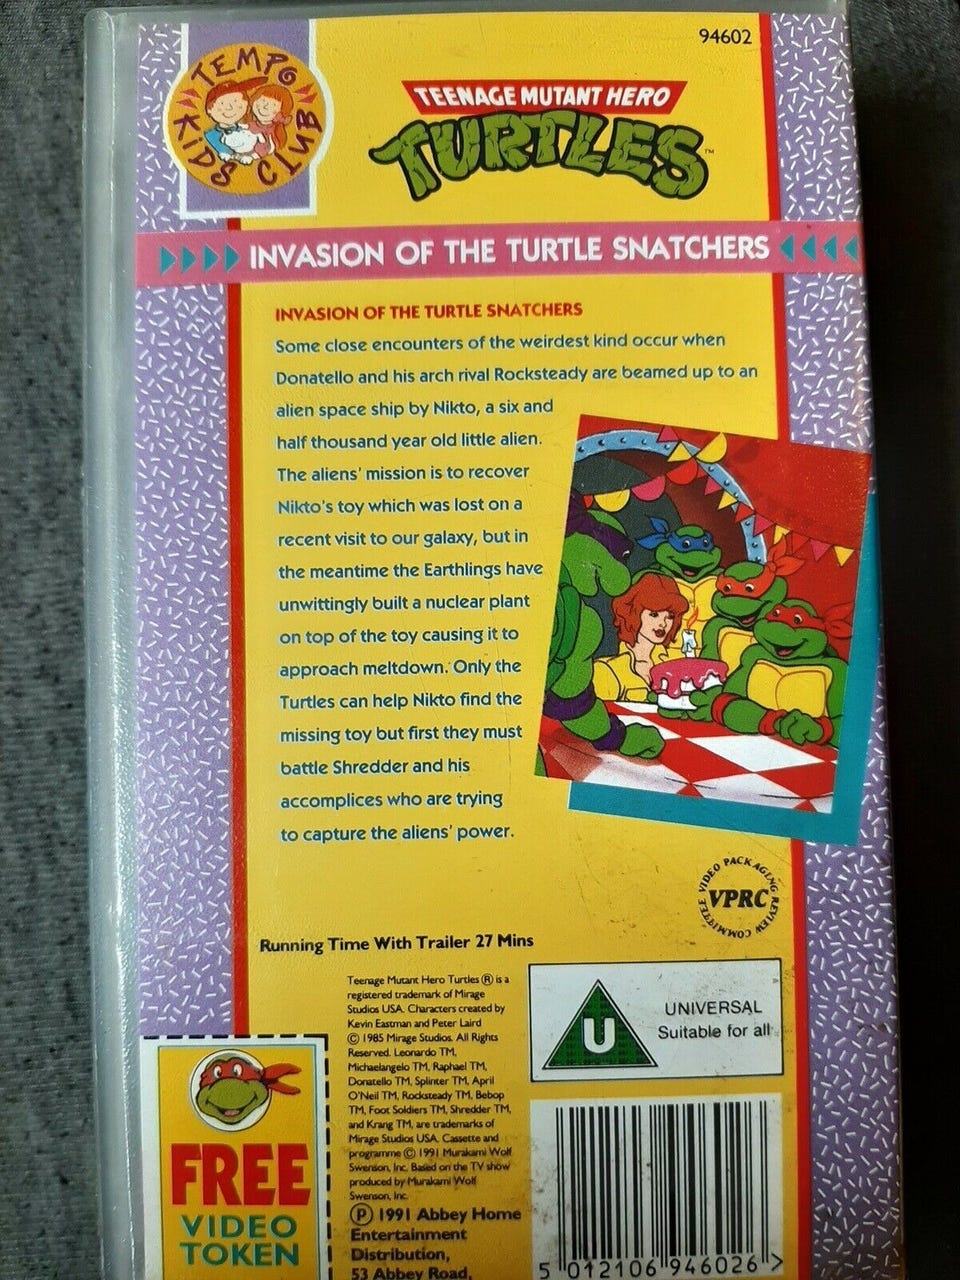 94602
TEMPO
KIDS CLUB
TEENAGE MUTANT HERO
TURTLES™
INVASION OF THE TURTLE SNATCHERS
INVASION OF THE TURTLE SNATCHERS
Some close encounters of the weirdest kind occur when
Donatello and his arch rival Rocksteady are beamed up to an
alien space ship by Nikto, a six and
half thousand year old little alien.
The aliens' mission is to recover
Nikto's toy which was lost on a
recent visit to our galaxy, but in
the meantime the Earthlings have
unwittingly built a nuclear plant
on top of the toy causing it to
approach meltdown. Only the
Turtles can help Nikto find the
missing toy but first they must
battle Shredder and his
accomplices who are trying
to capture the aliens' power.
VIDEO PACKAGING REVIEW COMMITTEE
VPRC
Running Time With Trailer 27 Mins
Teenage Mutant Hero Turtles ® is a
registered trademark of Mirage
Studios USA. Characters created by
Kevin Eastman and Peter Laird
© 1985 Mirage Studios. All Rights
Reserved. Leonardo TM,
Michaelangelo TM, Raphael TM,
Donatello TM, Splinter TM, April
O'Neil TM, Rocksteady TM, Bebop
TM, Foot Soldiers TM, Shredder TM,
and Krang TM, are trademarks of
Mirage Studios USA. Cassette and
programme © 1991 Murakami Wolf
Swenson, Inc. Based on the TV show
produced by Murakami Wolf
Swenson, Inc.
℗ 1991 Abbey Home
Entertainment
Distribution,
53 Abbey Road,
U
UNIVERSAL
Suitable for all
FREE
VIDEO
TOKEN
5 012106 946026 >